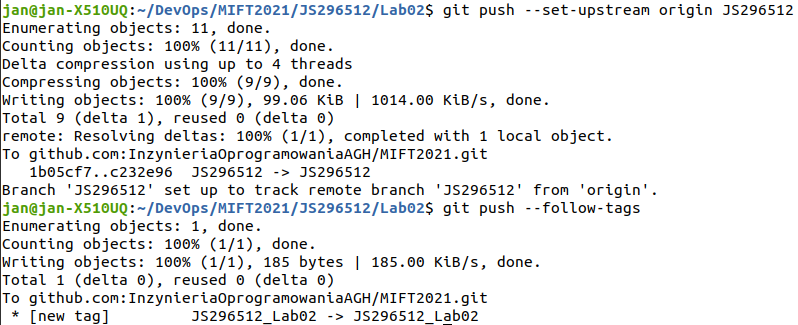 jan@jan-X510UQ:~/DevOps/MIFT2021/JS296512/Lab02$ git push --set-upstream origin JS296512
Enumerating objects: 11, done.
Counting objects: 100% (11/11), done.
Delta compression using up to 4 threads
Compressing objects: 100% (9/9), done.
Writing objects: 100% (9/9), 99.06 KiB | 1014.00 KiB/s, done.
Total 9 (delta 1), reused 0 (delta 0)
remote: Resolving deltas: 100% (1/1), completed with 1 local object.
To github.com:InzynieriaOprogramowaniaAGH/MIFT2021.git
   1b05cf7..c232e96  JS296512 -> JS296512
Branch 'JS296512' set up to track remote branch 'JS296512' from 'origin'.
jan@jan-X510UQ:~/DevOps/MIFT2021/JS296512/Lab02$ git push --follow-tags
Enumerating objects: 1, done.
Counting objects: 100% (1/1), done.
Writing objects: 100% (1/1), 185 bytes | 185.00 KiB/s, done.
Total 1 (delta 0), reused 0 (delta 0)
To github.com:InzynieriaOprogramowaniaAGH/MIFT2021.git
 * [new tag]         JS296512_Lab02 -> JS296512_Lab02